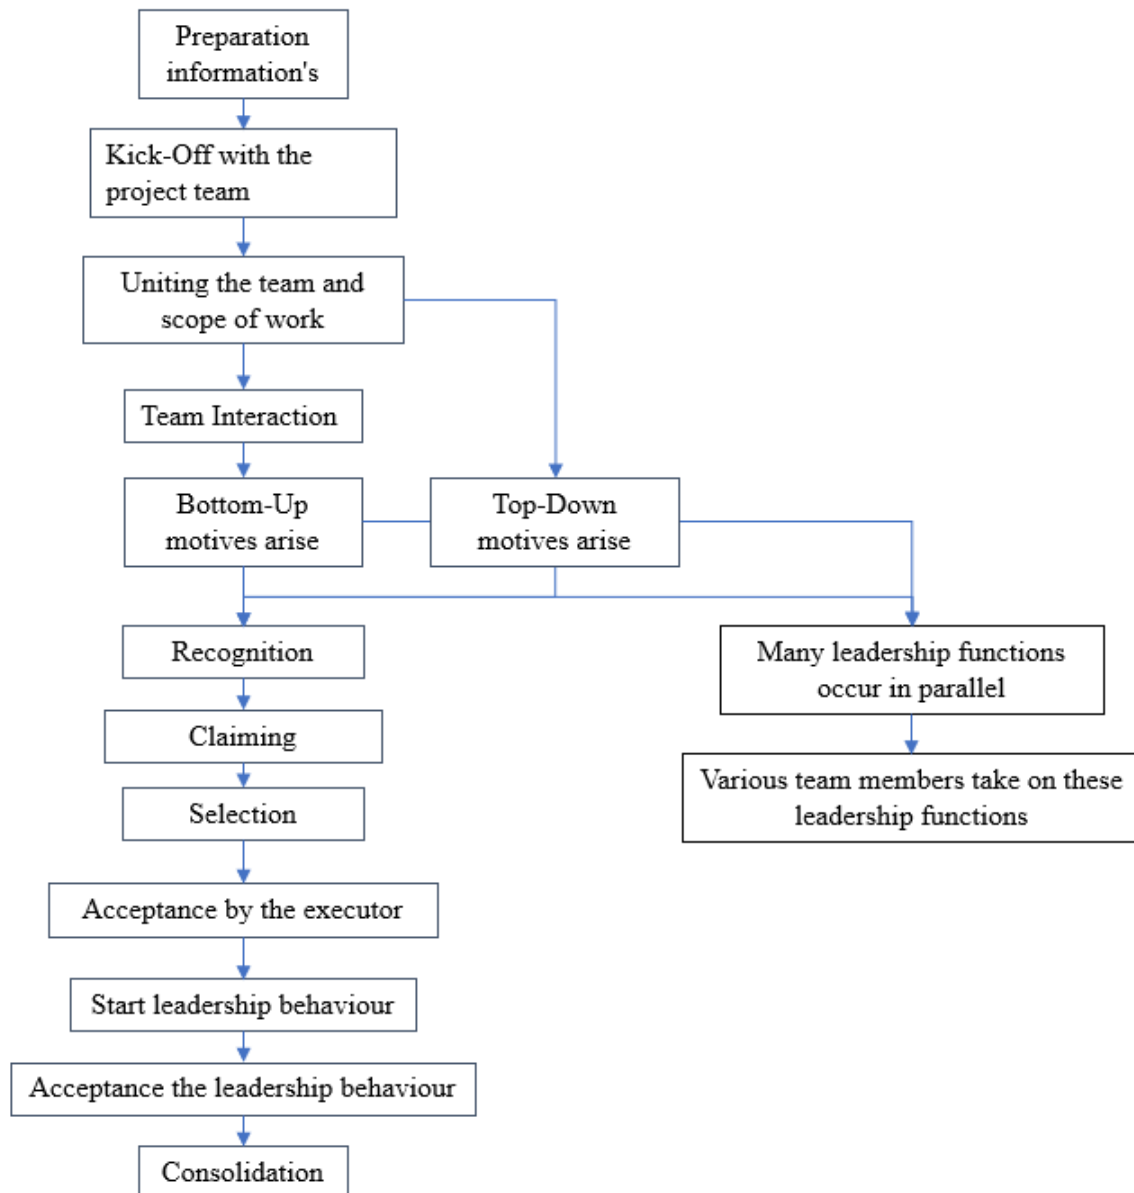 Preparation
information's
Kick-Off with the
project team
Uniting the team and
scope of work
Team Interaction
Bottom-Up
motives arise
Top-Down
motives arise
Recognition
Many leadership functions
occur in parallel
Claiming
Various team members take on these
leadership functions
Selection
Acceptance by the executor
Start leadership behaviour
Acceptance the leadership behaviour
Consolidation